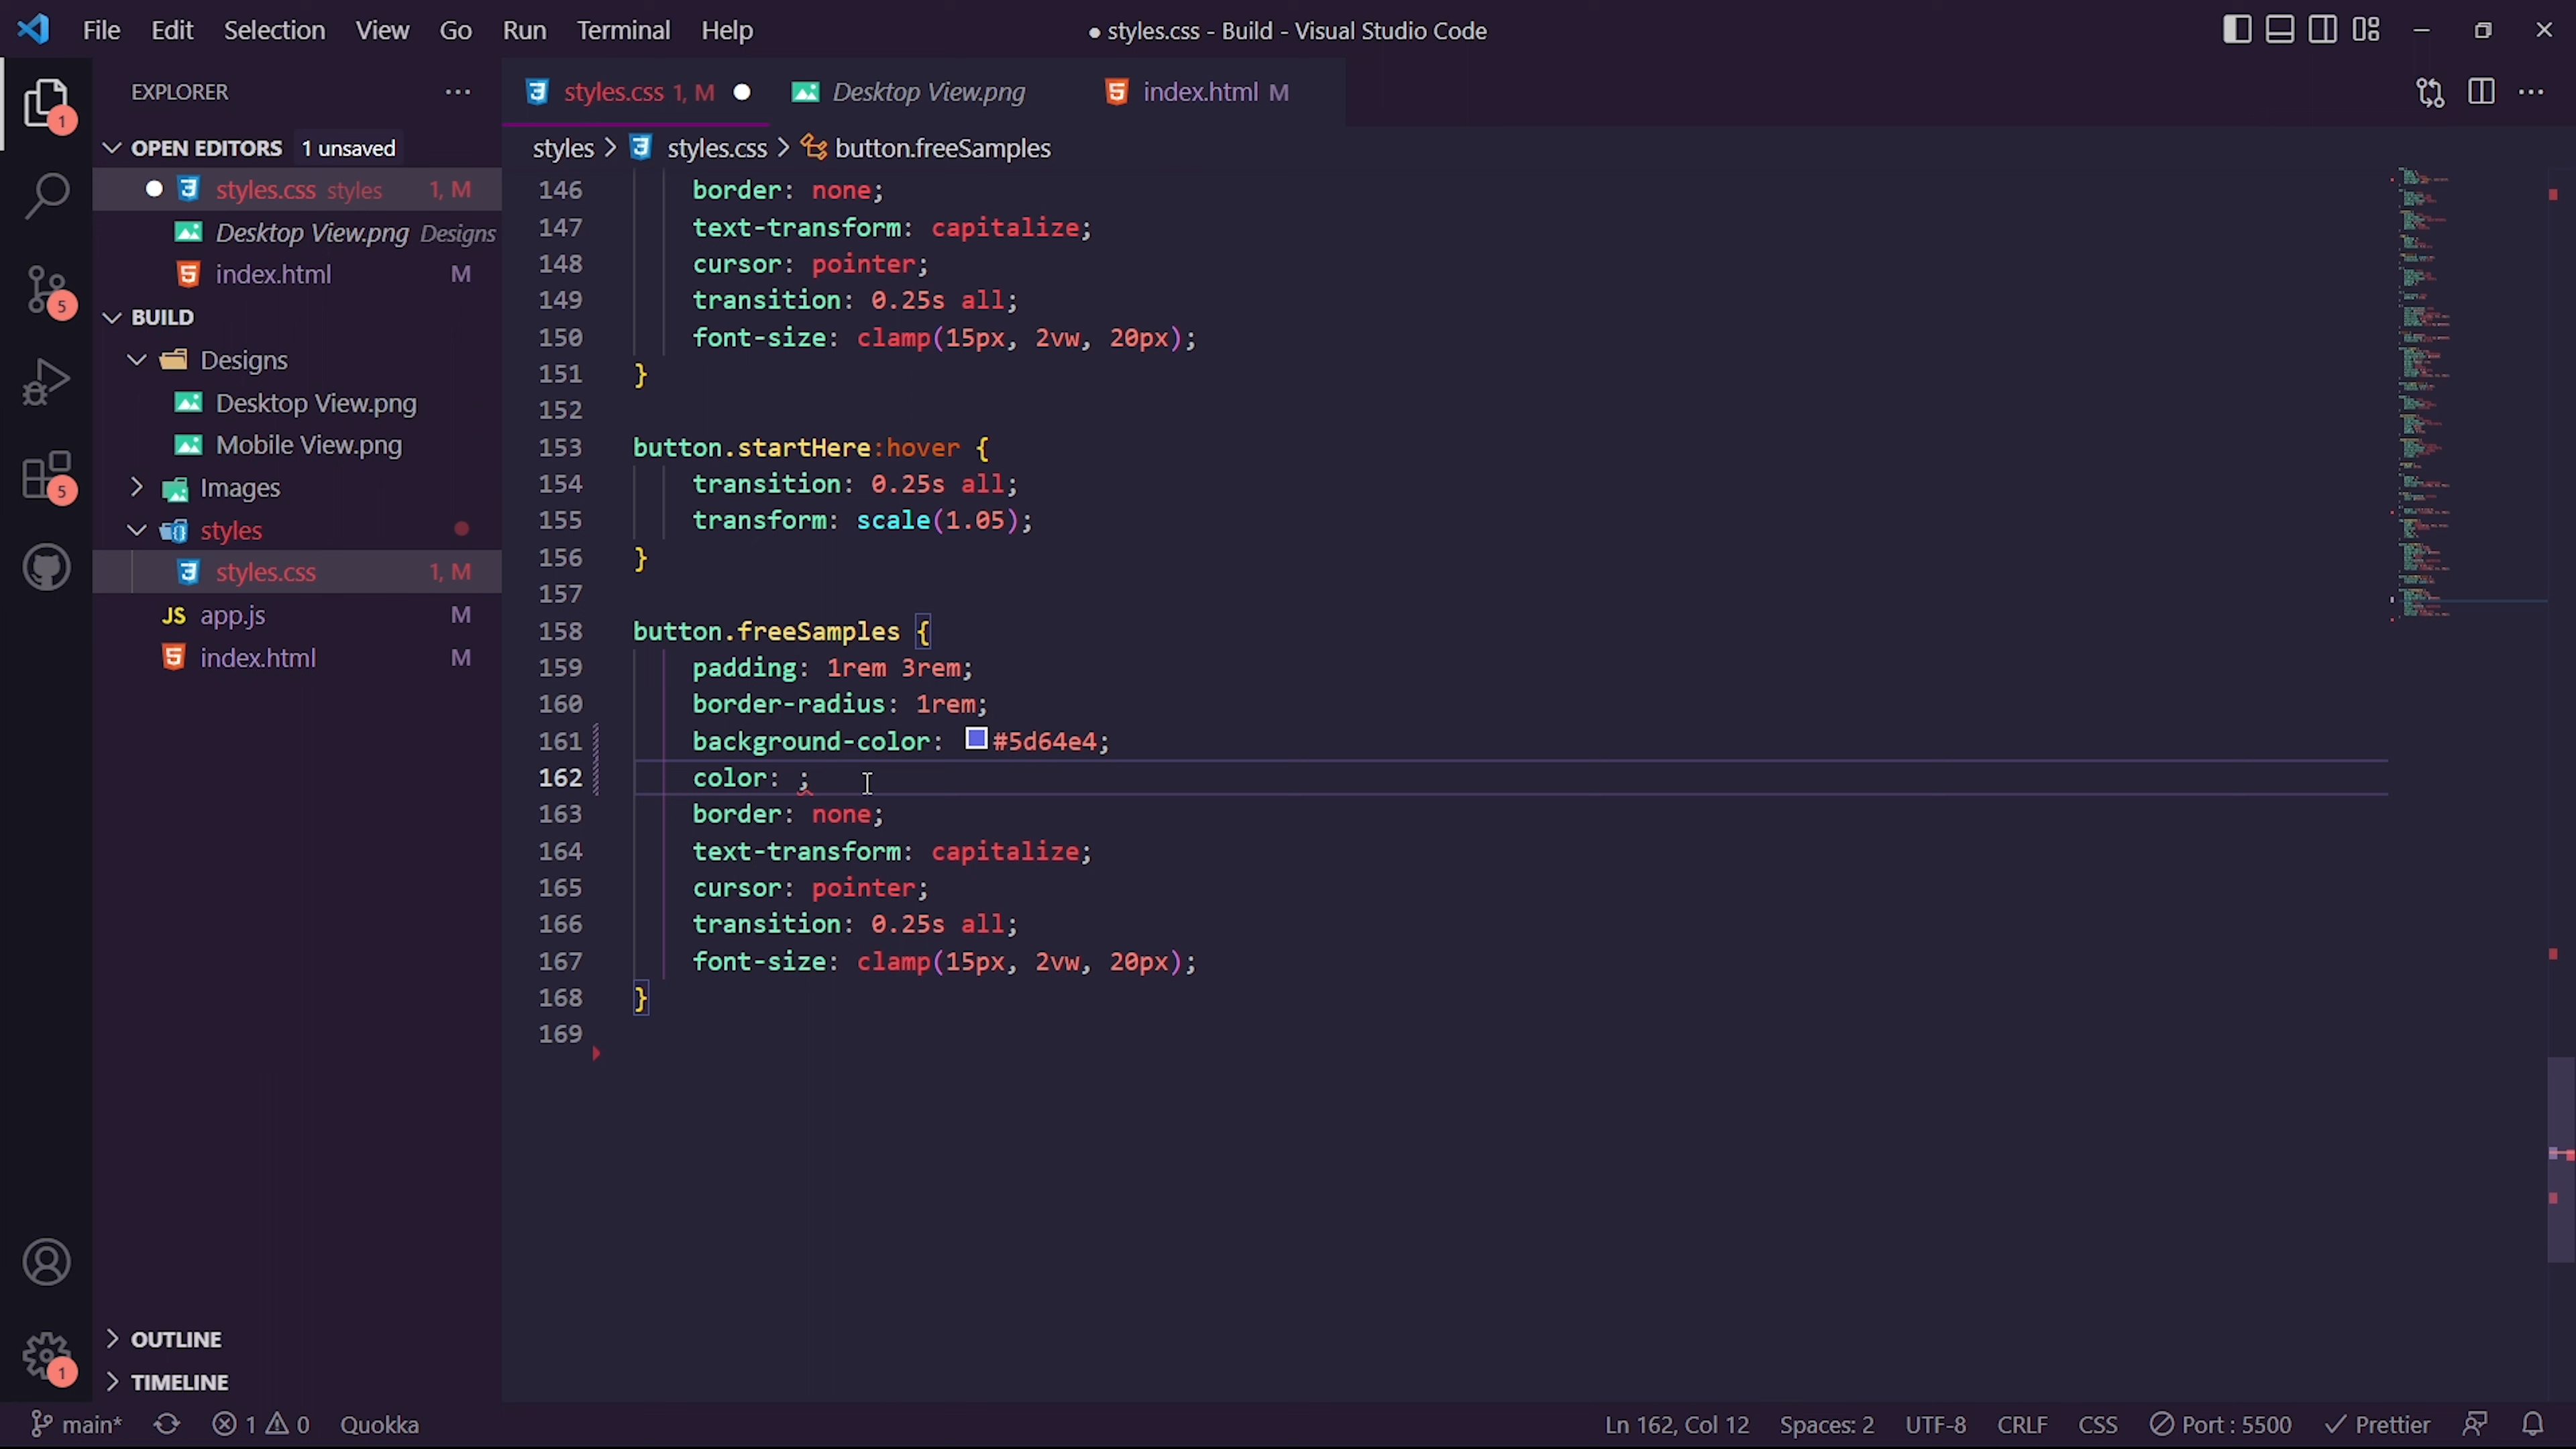 File Edit Selection View Go Run Terminal Help
● styles.css - Build - Visual Studio Code
EXPLORER
OPEN EDITORS 1 unsaved
styles.css styles 1, M
Desktop View.png Designs
index.html M
BUILD
Designs
Desktop View.png
Mobile View.png
Images
styles
styles.css 1, M
JS app.js M
index.html M
OUTLINE
TIMELINE
1
5
5
1
styles.css 1, M
Desktop View.png
index.html M
styles > styles.css > button.freeSamples
146 border: none;
147 text-transform: capitalize;
148 cursor: pointer;
149 transition: 0.25s all;
150 font-size: clamp(15px, 2vw, 20px);
151 }
152
153 button.startHere:hover {
154 transition: 0.25s all;
155 transform: scale(1.05);
156 }
157
158 button.freeSamples {
159 padding: 1rem 3rem;
160 border-radius: 1rem;
161 background-color: #5d64e4;
162 color: ;
163 border: none;
164 text-transform: capitalize;
165 cursor: pointer;
166 transition: 0.25s all;
167 font-size: clamp(15px, 2vw, 20px);
168 }
169
main* 1 0 Quokka
Ln 162, Col 12 Spaces: 2 UTF-8 CRLF CSS Port : 5500 Prettier